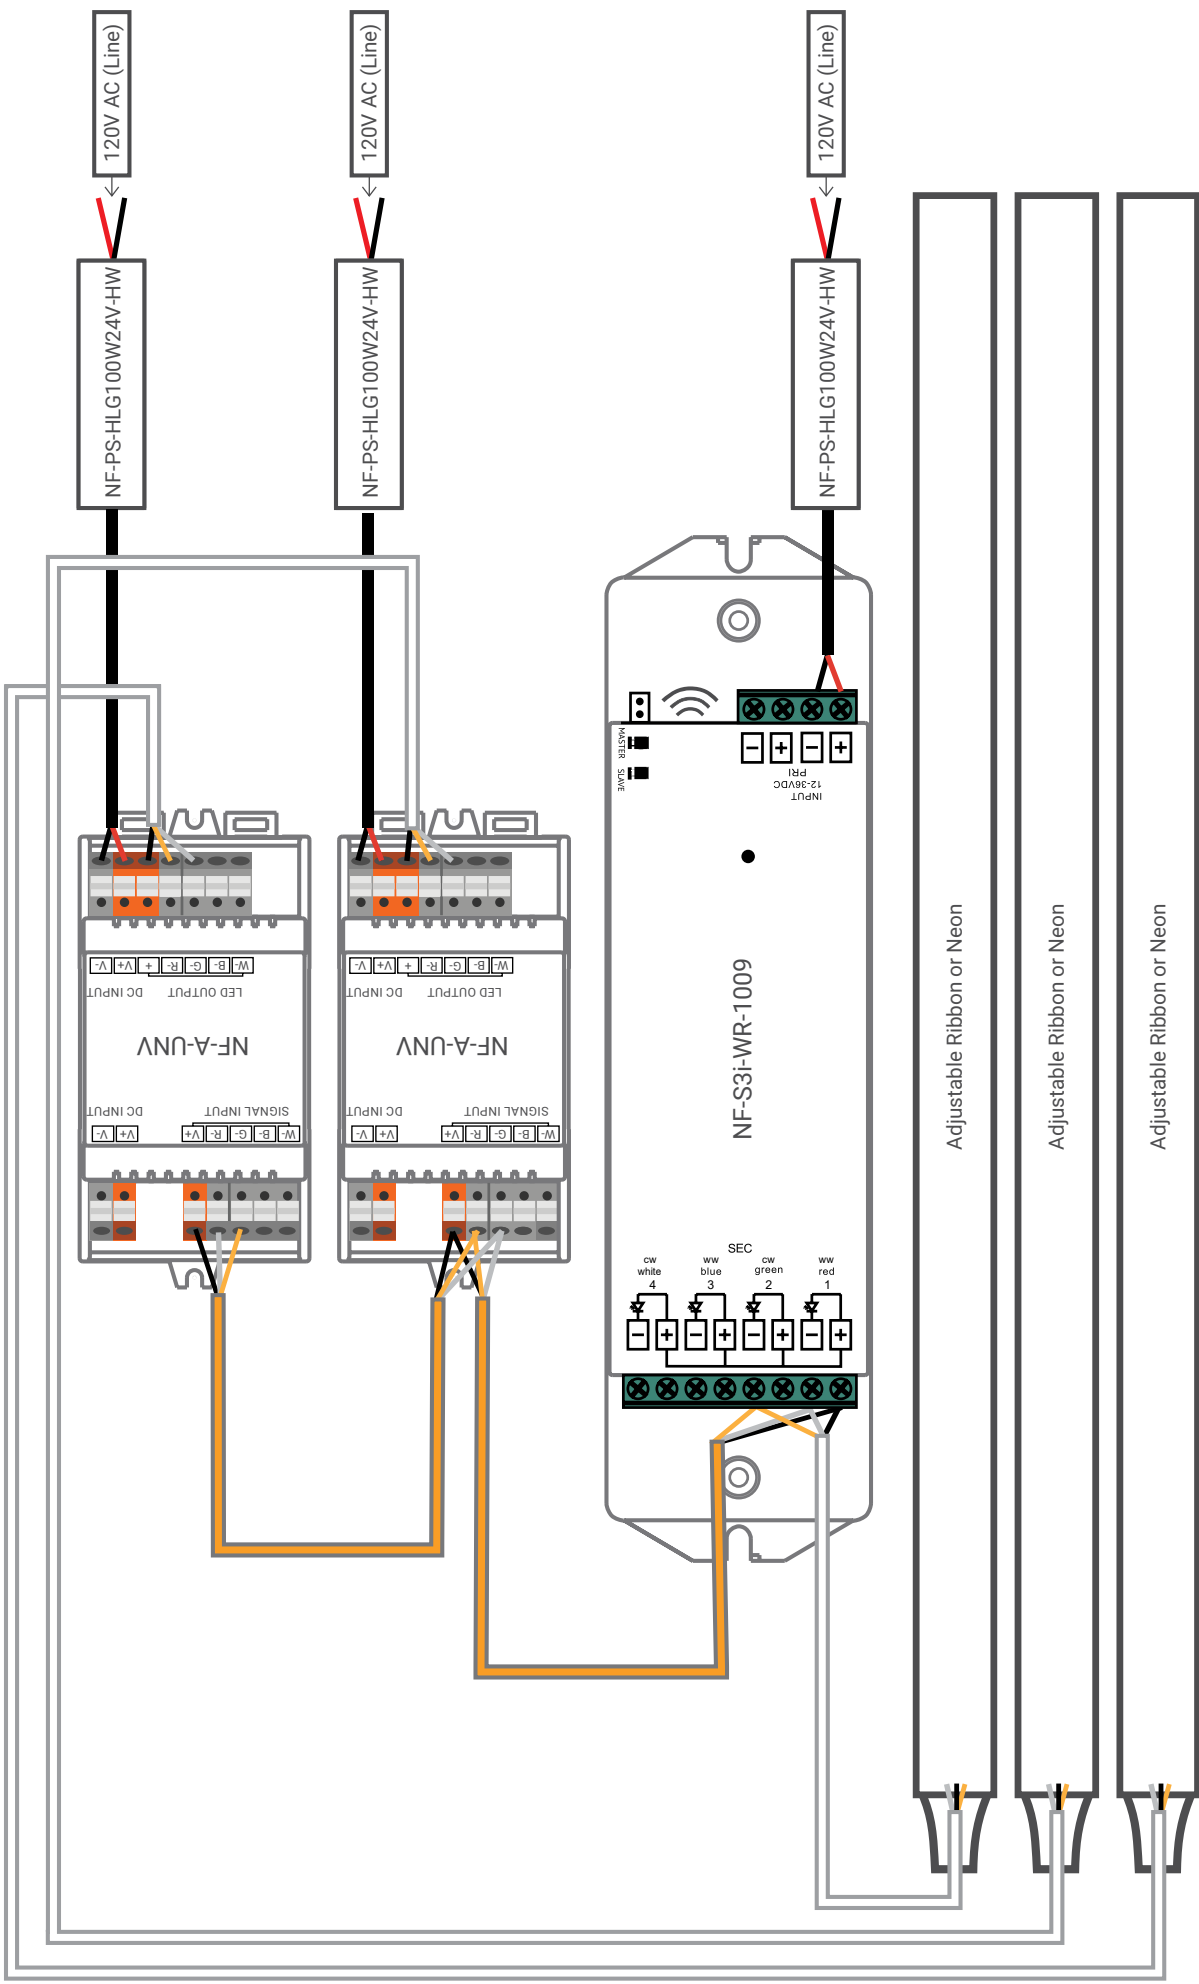 120V AC (Line)
120V AC (Line)
120V AC (Line)
NF-PS-HLG100W24V-HW
NF-PS-HLG100W24V-HW
NF-PS-HLG100W24V-HW
MASTER
SLAVE
- + - +
PRI
12-36VDC
INPUT
V- V+ + R- G- B- W-
DC INPUT LED OUTPUT
NF-A-UNV
DC INPUT SIGNAL INPUT
V- V+ V+ R- G- B- W-
V- V+ + R- G- B- W-
DC INPUT LED OUTPUT
NF-A-UNV
DC INPUT SIGNAL INPUT
V- V+ V+ R- G- B- W-
NF-S3i-WR-1009
SEC
cw ww cw ww
white blue green red
4 3 2 1
- + - + - + - +
Adjustable Ribbon or Neon
Adjustable Ribbon or Neon
Adjustable Ribbon or Neon